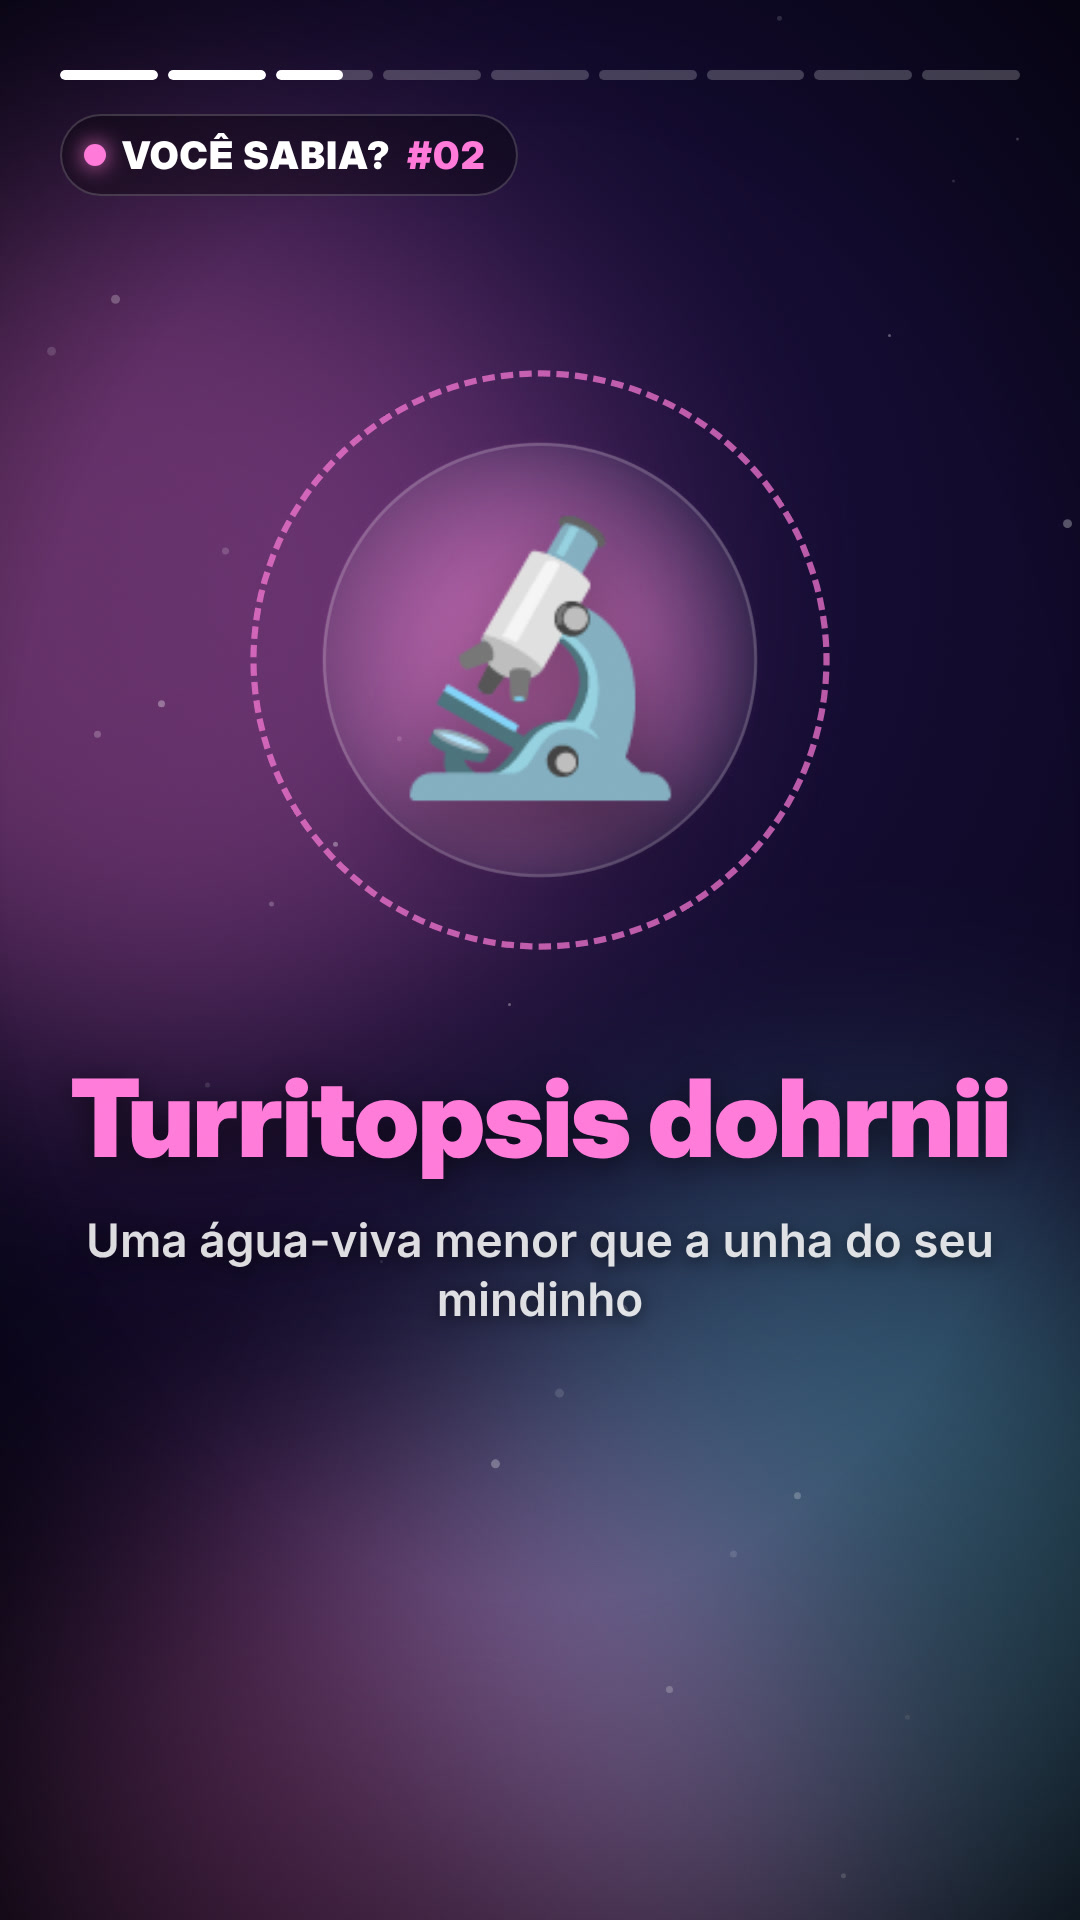 VOCÊ SABIA? #02
Turritopsis dohrnii
Uma água-viva menor que a unha do seu
mindinho